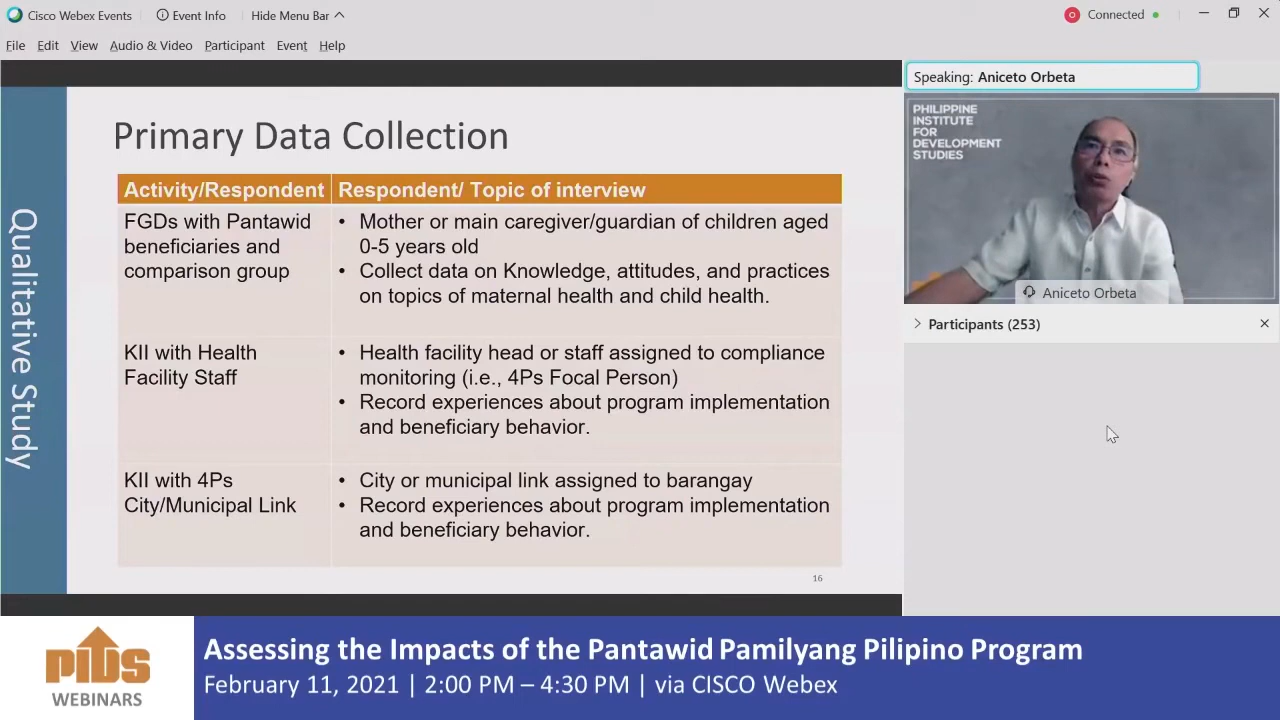 Cisco Webex Events
Event Info
Hide Menu Bar
Connected
File Edit View Audio & Video Participant Event Help
Qualitative Study
Primary Data Collection
Activity/Respondent
Respondent/ Topic of interview
FGDs with Pantawid
beneficiaries and
comparison group
• Mother or main caregiver/guardian of children aged
0-5 years old
• Collect data on Knowledge, attitudes, and practices
on topics of maternal health and child health.
KII with Health
Facility Staff
• Health facility head or staff assigned to compliance
monitoring (i.e., 4Ps Focal Person)
• Record experiences about program implementation
and beneficiary behavior.
KII with 4Ps
City/Municipal Link
• City or municipal link assigned to barangay
• Record experiences about program implementation
and beneficiary behavior.
16
Speaking: Aniceto Orbeta
PHILIPPINE
INSTITUTE
FOR
DEVELOPMENT
STUDIES
Aniceto Orbeta
Participants (253)
PIDS
WEBINARS
Assessing the Impacts of the Pantawid Pamilyang Pilipino Program
February 11, 2021 | 2:00 PM – 4:30 PM | via CISCO Webex